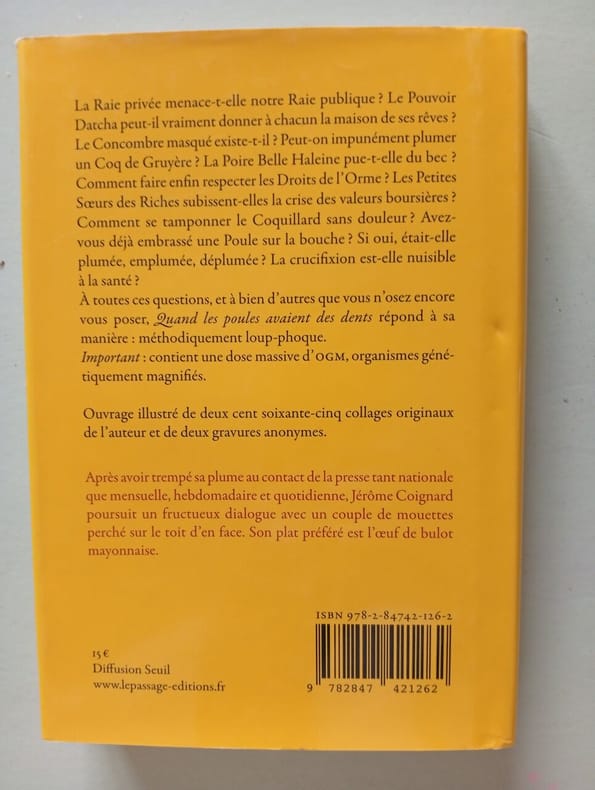 La Raie privée menace-t-elle notre Raie publique ? Le Pouvoir
Datcha peut-il vraiment donner à chacun la maison de ses rêves ?
Le Concombre masqué existe-t-il ? Peut-on impunément plumer
un Coq de Gruyère ? La Poire Belle Haleine pue-t-elle du bec ?
Comment faire enfin respecter les Droits de l’Orme ? Les Petites
Sœurs des Riches subissent-elles la crise des valeurs boursières ?
Comment se tamponner le Coquillard sans douleur ? Avez-
vous déjà embrassé une Poule sur la bouche ? Si oui, était-elle
plumée, emplumée, déplumée ? La crucifixion est-elle nuisible
à la santé ?
À toutes ces questions, et à bien d’autres que vous n’osez encore
vous poser, Quand les poules avaient des dents répond à sa
manière : méthodiquement loup-phoque.
Important : contient une dose massive d’OGM, organismes géné-
tiquement magnifiés.
Ouvrage illustré de deux cent soixante-cinq collages originaux
de l’auteur et de deux gravures anonymes.
Après avoir trempé sa plume au contact de la presse tant nationale
que mensuelle, hebdomadaire et quotidienne, Jérôme Coignard
poursuit un fructueux dialogue avec un couple de mouettes
perché sur le toit d’en face. Son plat préféré est l’œuf de bulot
mayonnaise.
ISBN 978-2-84742-126-2
15 €
Diffusion Seuil
www.lepassage-editions.fr
9 782847 421262